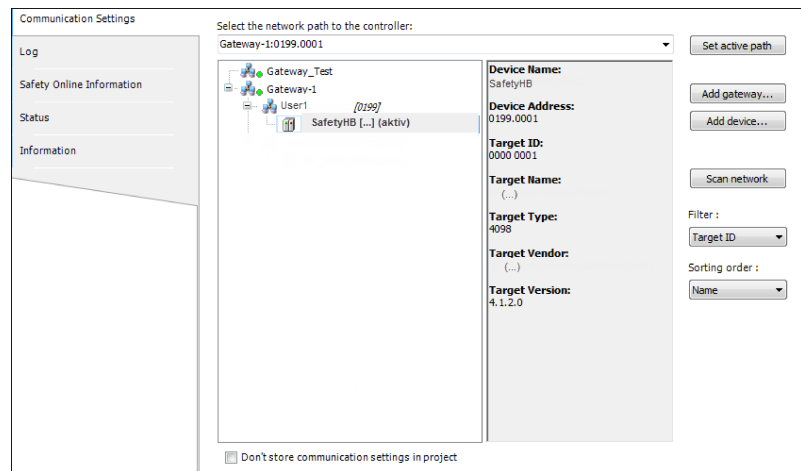 Communication Settings
Log
Safety Online Information
Status
Information
Select the network path to the controller:
Gateway-1:0199.0001
Set active path
Gateway_Test
Gateway-1
User1 [0199]
SafetyHB [...] (aktiv)
Device Name:
SafetyHB
Device Address:
0199.0001
Target ID:
0000 0001
Target Name:
(...)
Target Type:
4098
Target Vendor:
(...)
Target Version:
4.1.2.0
Add gateway...
Add device...
Scan network
Filter :
Target ID
Sorting order :
Name
Don't store communication settings in project